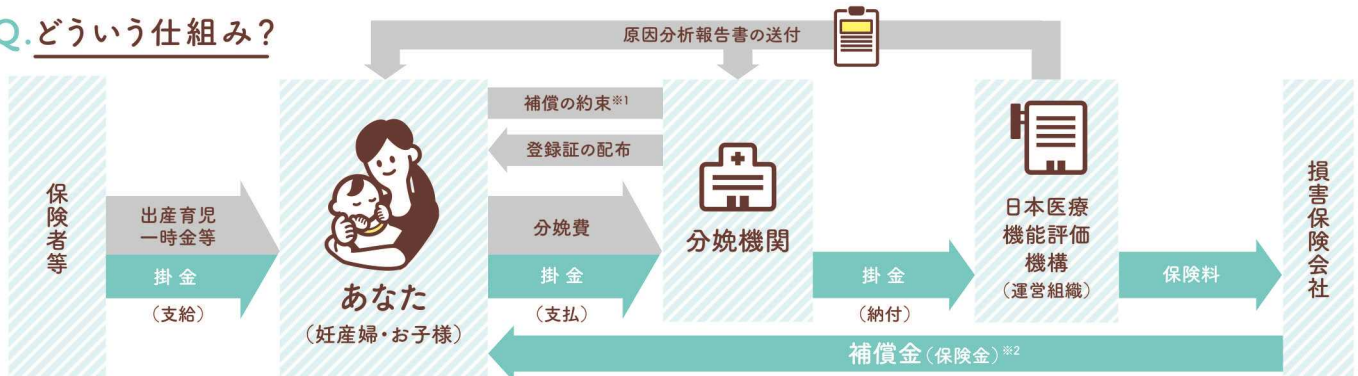 Q.どういう仕組み?
原因分析報告書の送付
保険者等
出産育児
一時金等
掛金
（支給）
あなた
（妊産婦・お子様）
補償の約束※1
登録証の配布
分娩費
掛金
（支払）
分娩機関
掛金
（納付）
日本医療
機能評価
機構
（運営組織）
保険料
損害保険会社
補償金（保険金）※2